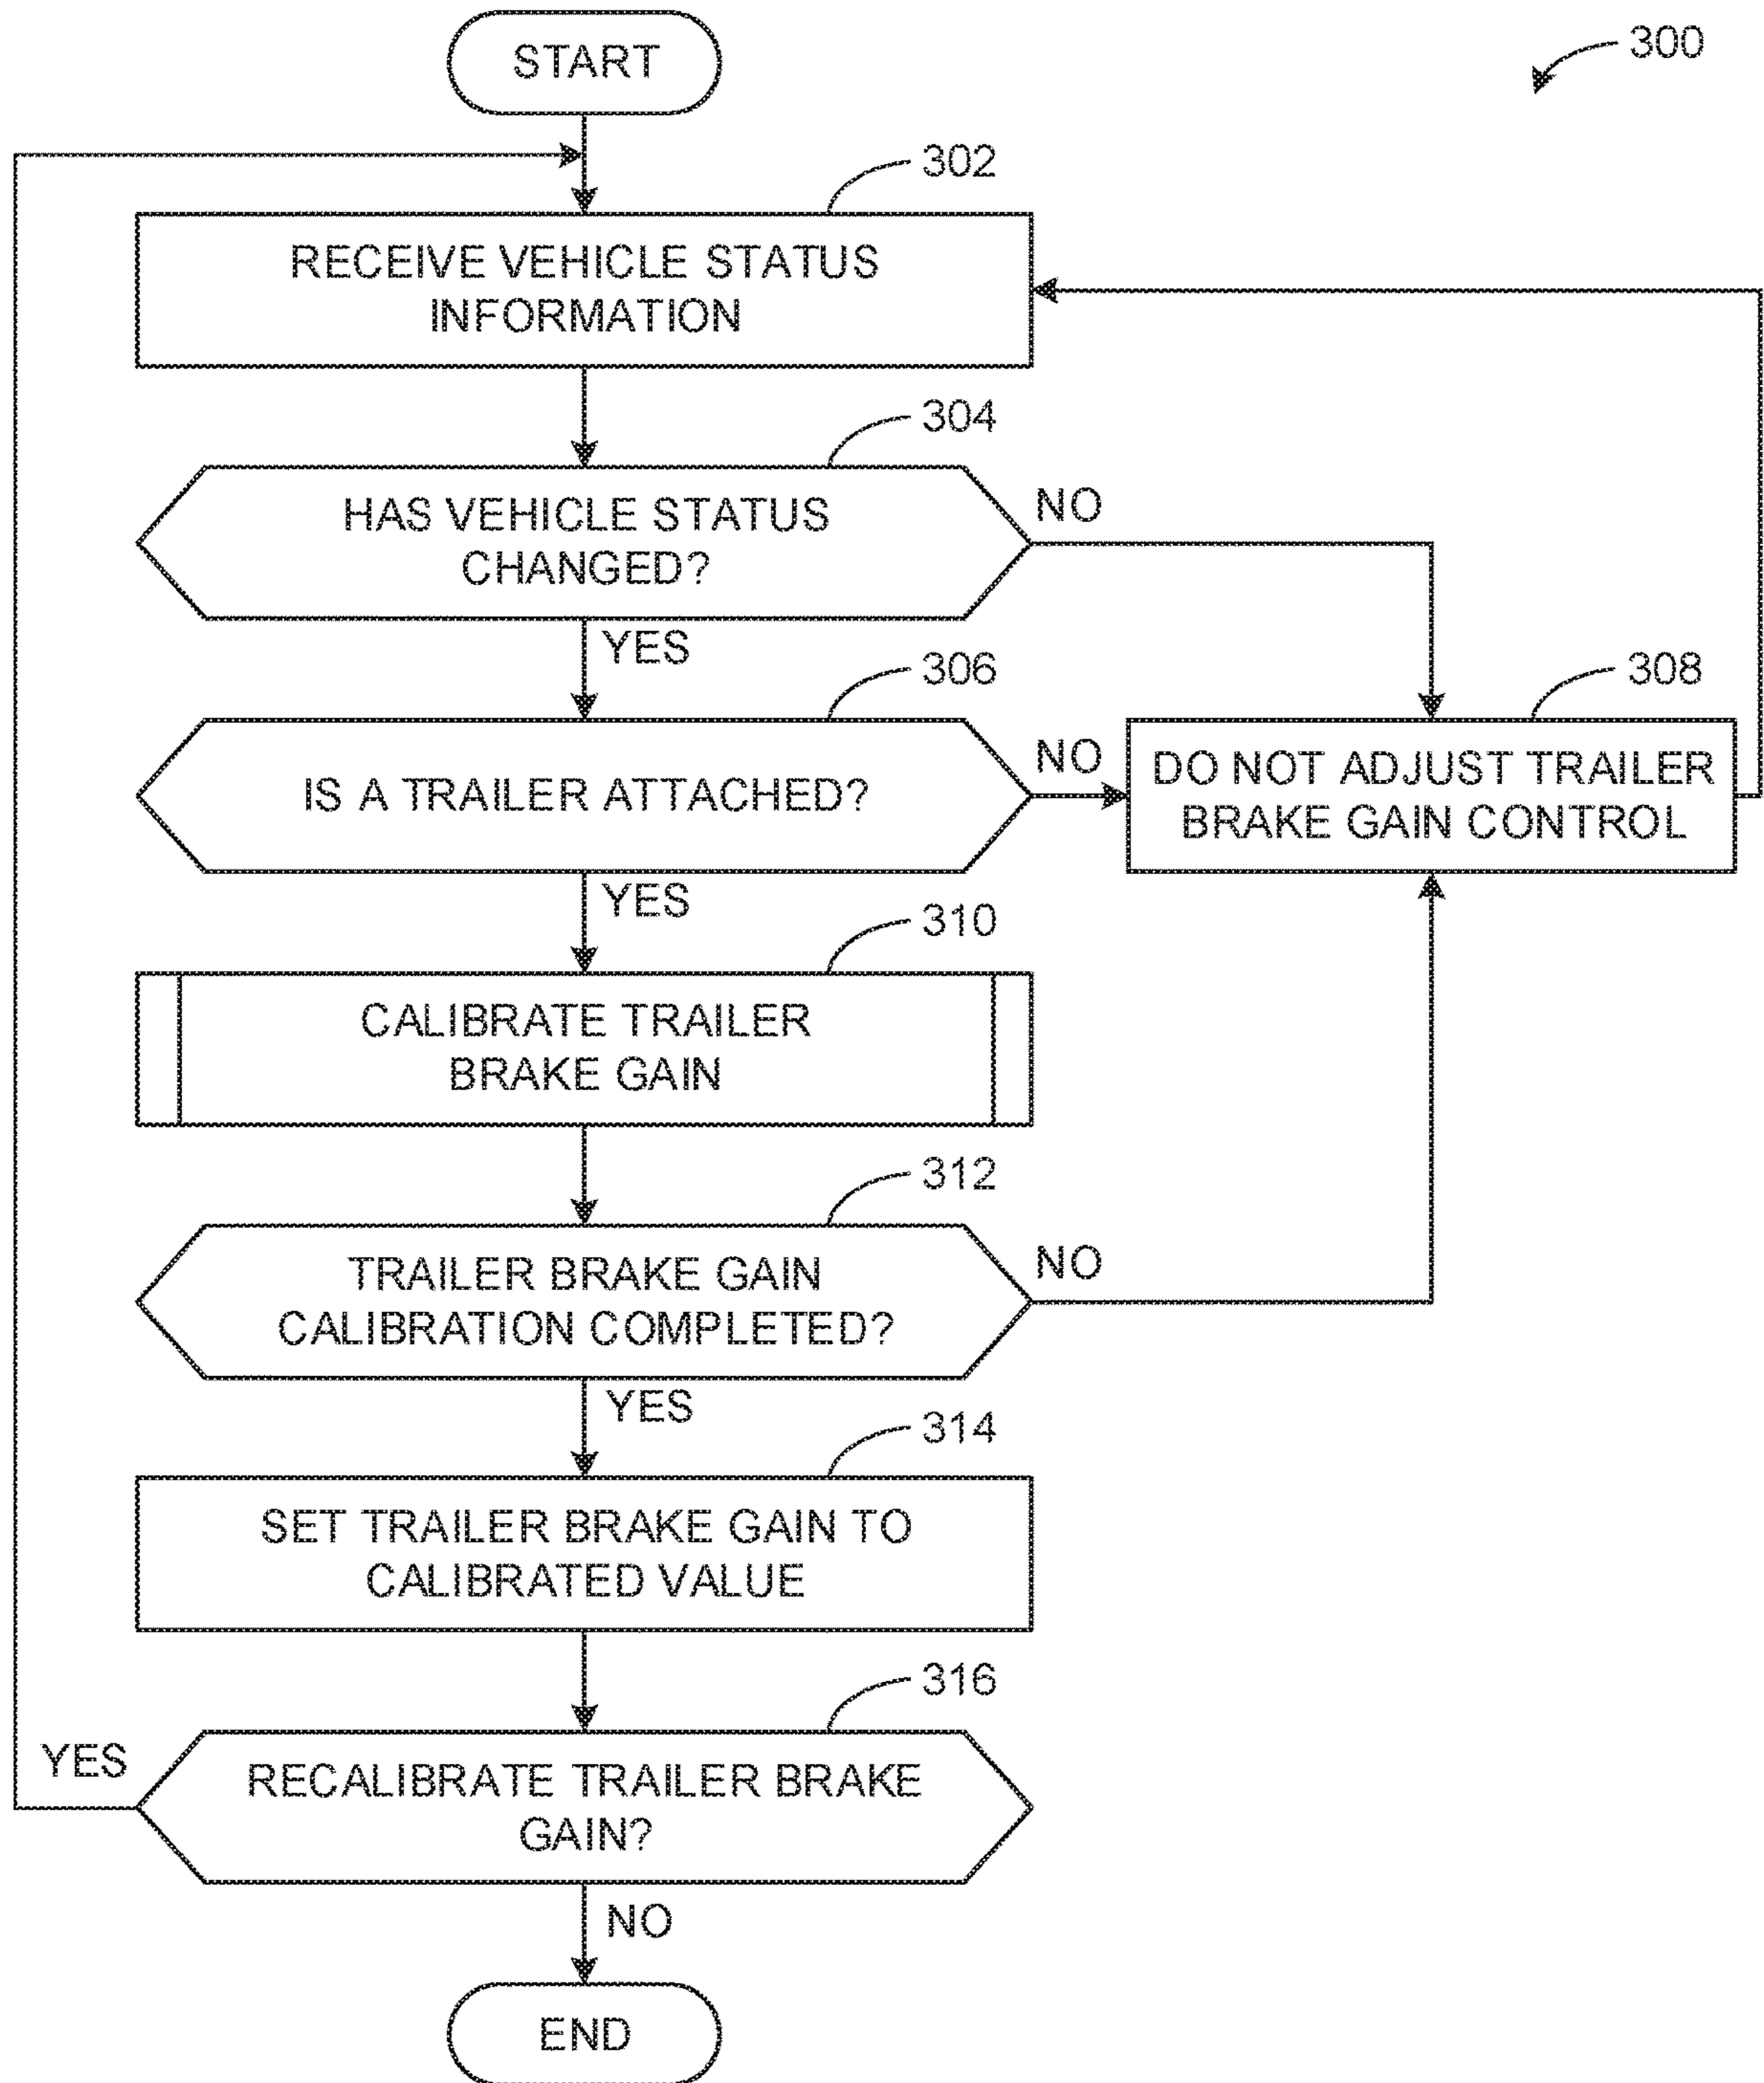 START
300
302
RECEIVE VEHICLE STATUS
INFORMATION
304
HAS VEHICLE STATUS
CHANGED?
NO
YES
306
308
IS A TRAILER ATTACHED?
NO
DO NOT ADJUST TRAILER
BRAKE GAIN CONTROL
YES
310
CALIBRATE TRAILER
BRAKE GAIN
312
TRAILER BRAKE GAIN
CALIBRATION COMPLETED?
NO
YES
314
SET TRAILER BRAKE GAIN TO
CALIBRATED VALUE
316
YES
RECALIBRATE TRAILER BRAKE
GAIN?
NO
END